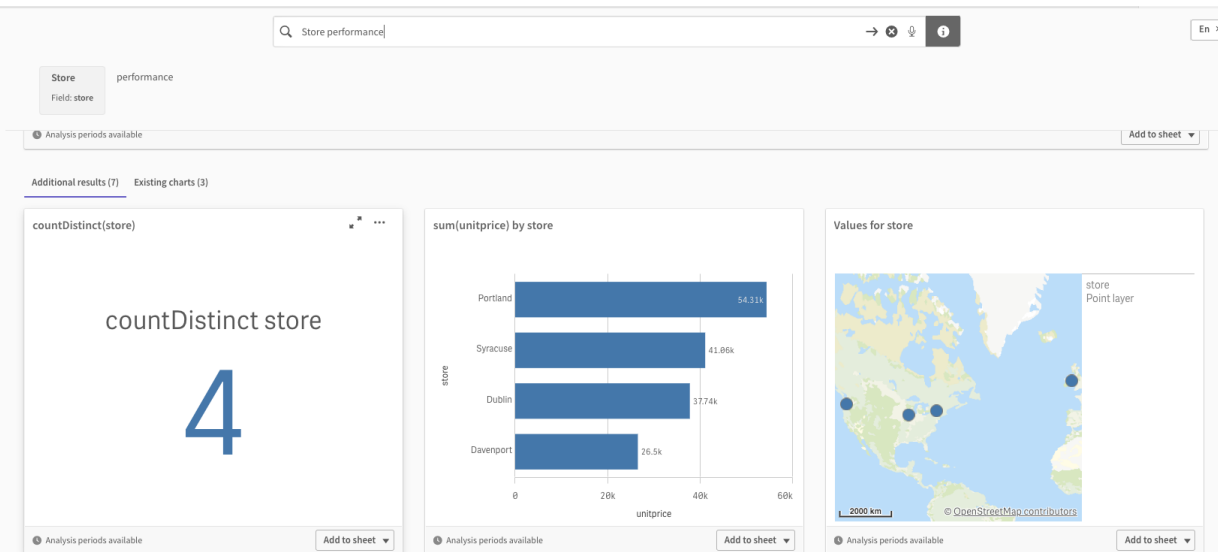 Store performance
En
Store performance
Field: store
Analysis periods available Add to sheet
Additional results (7) Existing charts (3)
countDistinct(store)
countDistinct store
4
Analysis periods available Add to sheet
sum(unitprice) by store
store
Portland 54.31k
Syracuse 41.06k
Dublin 37.74k
Davenport 26.5k
0 20k 40k 60k
unitprice
Analysis periods available Add to sheet
Values for store
store
Point layer
2000 km © OpenStreetMap contributors
Analysis periods available Add to sheet